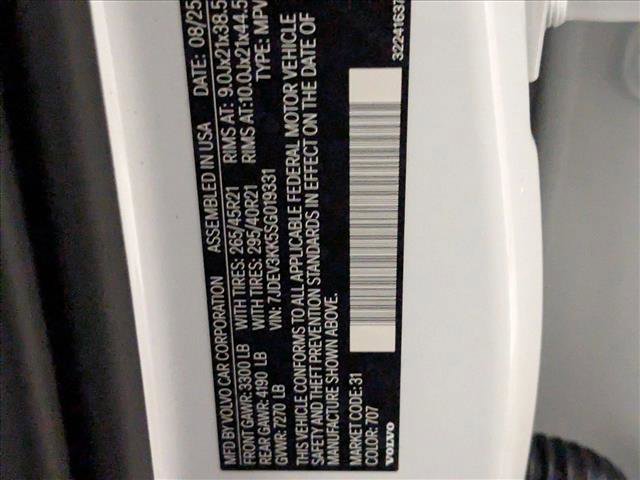 MFD BY VOLVO CAR CORPORATION ASSEMBLED IN USA DATE: 08/25
FRONT GAWR: 3300 LB WITH TIRES: 265/45R21 RIMS AT: 9.0Jx21x38.5
REAR GAWR: 4190 LB WITH TIRES: 295/40R21 RIMS AT: 10.0Jx21x44.5
GVWR: 7270 LB VIN: 7JDEV3KK5SG019331 TYPE: MPV
THIS VEHICLE CONFORMS TO ALL APPLICABLE FEDERAL MOTOR VEHICLE
SAFETY AND THEFT PREVENTION STANDARDS IN EFFECT ON THE DATE OF
MANUFACTURE SHOWN ABOVE.
MARKET CODE: 31
COLOR: 707
VOLVO 32241637